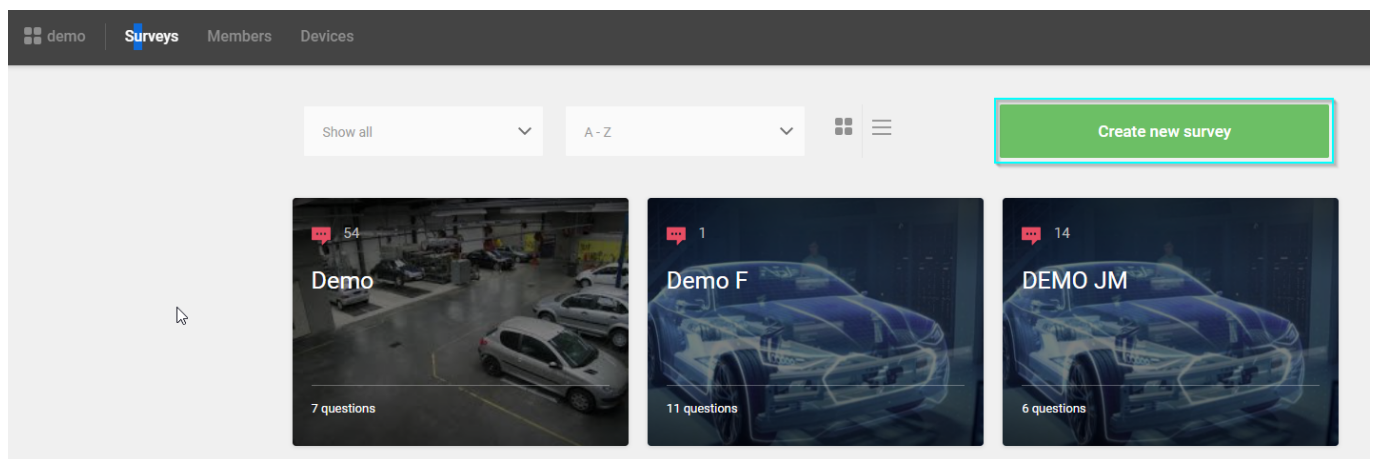 demo Surveys Members Devices
Show all A - Z Create new survey
54 1 14
Demo Demo F DEMO JM
7 questions 11 questions 6 questions